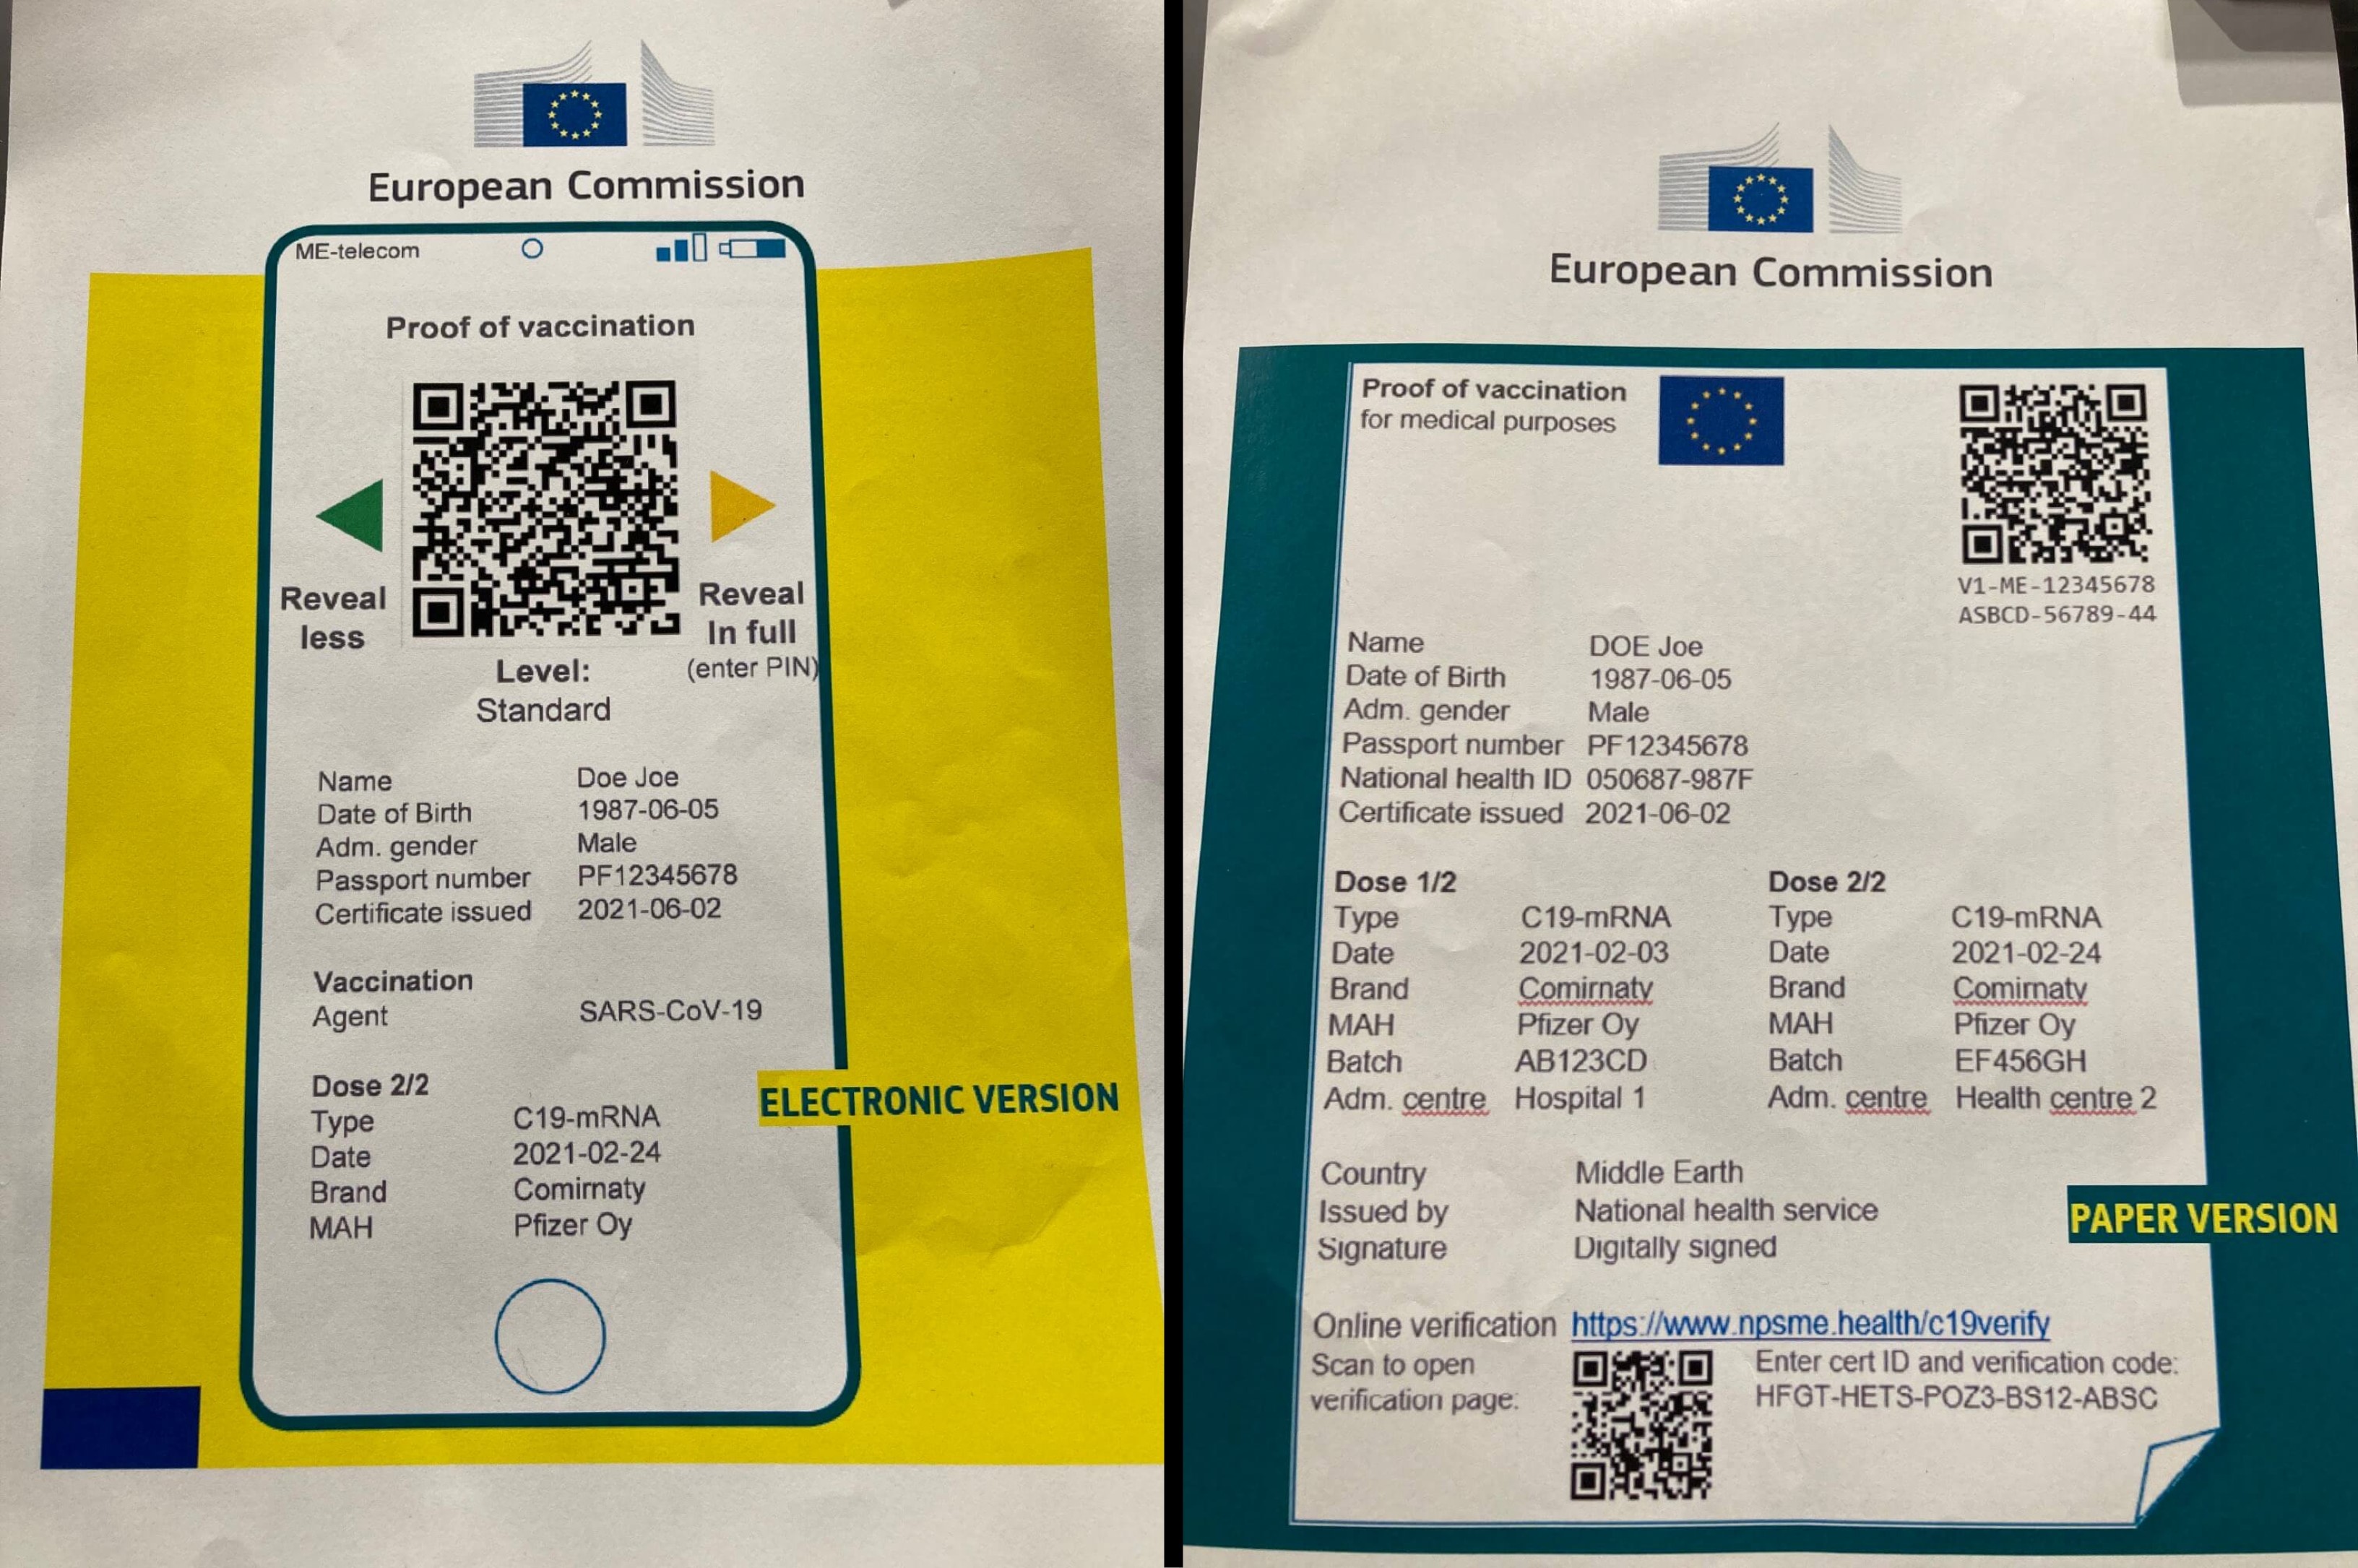 European Commission
ME-telecom
Proof of vaccination
Reveal less
Reveal In full (enter PIN)
Level:
Standard
Name Doe Joe
Date of Birth 1987-06-05
Adm. gender Male
Passport number PF12345678
Certificate issued 2021-06-02
Vaccination
Agent SARS-CoV-19
ELECTRONIC VERSION
Dose 2/2
Type C19-mRNA
Date 2021-02-24
Brand Comirnaty
MAH Pfizer Oy
European Commission
Proof of vaccination
for medical purposes
V1-ME-12345678
ASBCD-56789-44
Name DOE Joe
Date of Birth 1987-06-05
Adm. gender Male
Passport number PF12345678
National health ID 050687-987F
Certificate issued 2021-06-02
Dose 1/2 Dose 2/2
Type C19-mRNA Type C19-mRNA
Date 2021-02-03 Date 2021-02-24
Brand Comirnaty Brand Comirnaty
MAH Pfizer Oy MAH Pfizer Oy
Batch AB123CD Batch EF456GH
Adm. centre Hospital 1 Adm. centre Health centre 2
Country Middle Earth
Issued by National health service
Signature Digitally signed
PAPER VERSION
Online verification https://www.npsme.health/c19verify
Scan to open
verification page:
Enter cert ID and verification code:
HFGT-HETS-POZ3-BS12-ABSC